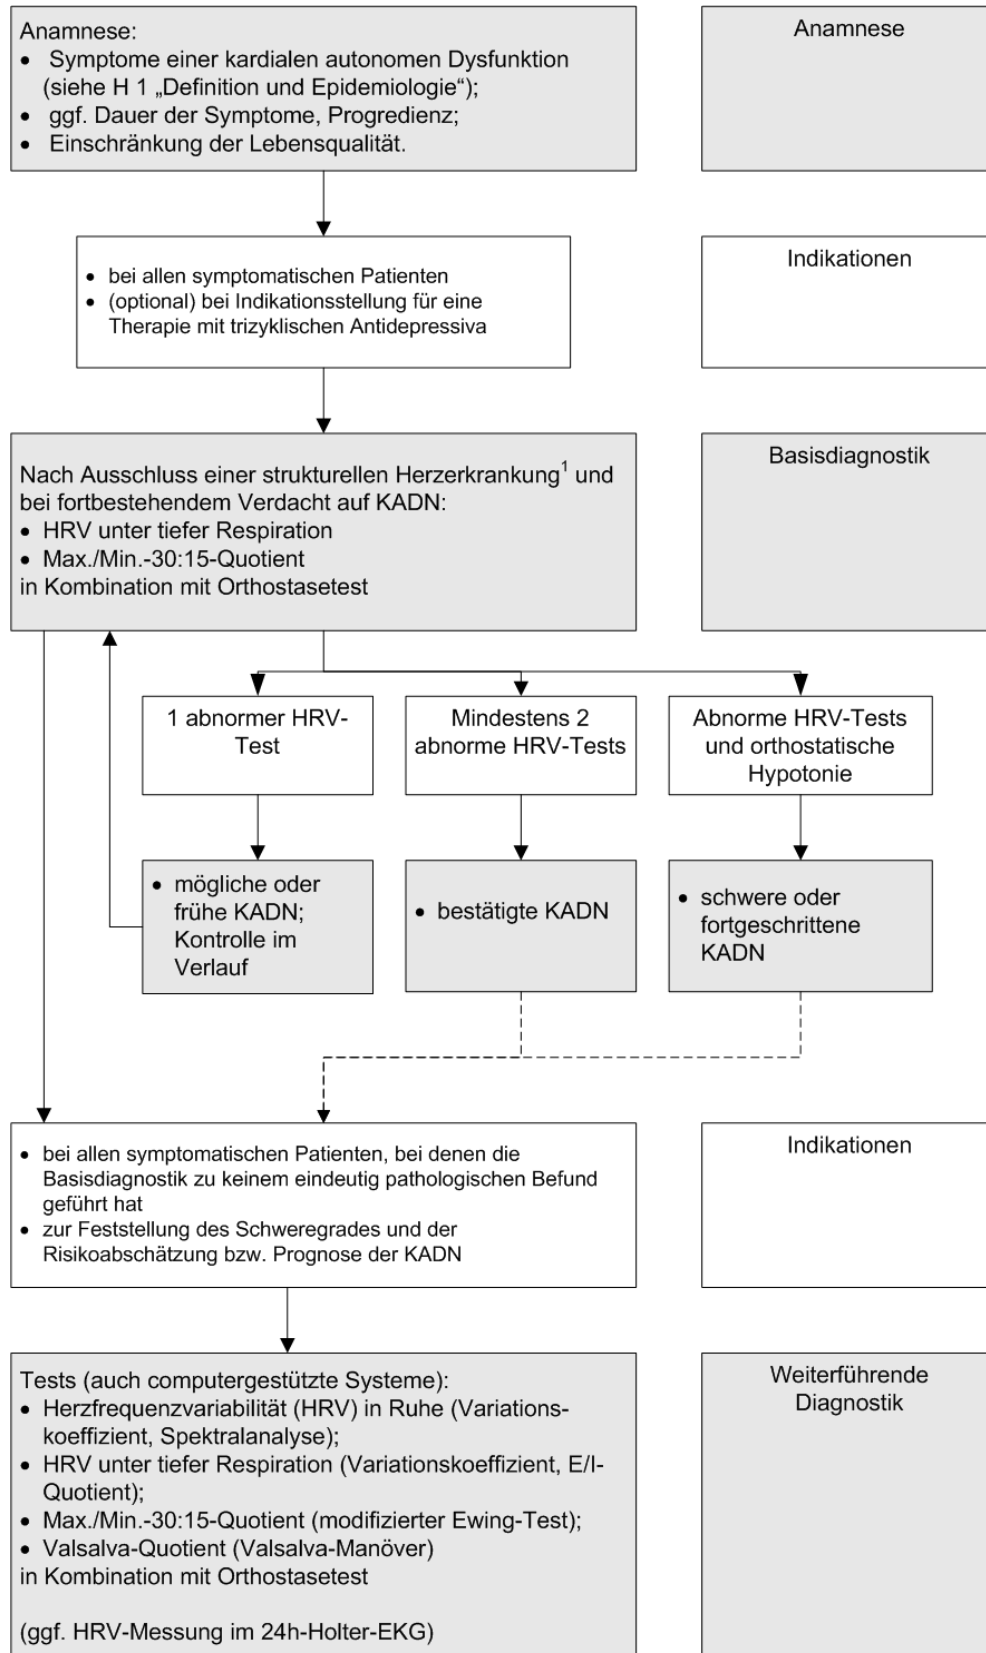 Anamnese:
• Symptome einer kardialen autonomen Dysfunktion
(siehe H 1 „Definition und Epidemiologie“);
• ggf. Dauer der Symptome, Progredienz;
• Einschränkung der Lebensqualität.
Anamnese
• bei allen symptomatischen Patienten
• (optional) bei Indikationsstellung für eine
Therapie mit trizyklischen Antidepressiva
Indikationen
Nach Ausschluss einer strukturellen Herzerkrankung¹ und
bei fortbestehendem Verdacht auf KADN:
• HRV unter tiefer Respiration
• Max./Min.-30:15-Quotient
in Kombination mit Orthostasetest
Basisdiagnostik
1 abnormer HRV-
Test
Mindestens 2
abnorme HRV-Tests
Abnorme HRV-Tests
und orthostatische
Hypotonie
• mögliche oder
frühe KADN;
Kontrolle im
Verlauf
• bestätigte KADN
• schwere oder
fortgeschrittene
KADN
• bei allen symptomatischen Patienten, bei denen die
Basisdiagnostik zu keinem eindeutig pathologischen Befund
geführt hat
• zur Feststellung des Schweregrades und der
Risikoabschätzung bzw. Prognose der KADN
Indikationen
Tests (auch computergestützte Systeme):
• Herzfrequenzvariabilität (HRV) in Ruhe (Variations-
koeffizient, Spektralanalyse);
• HRV unter tiefer Respiration (Variationskoeffizient, E/I-
Quotient);
• Max./Min.-30:15-Quotient (modifizierter Ewing-Test);
• Valsalva-Quotient (Valsalva-Manöver)
in Kombination mit Orthostasetest
(ggf. HRV-Messung im 24h-Holter-EKG)
Weiterführende
Diagnostik